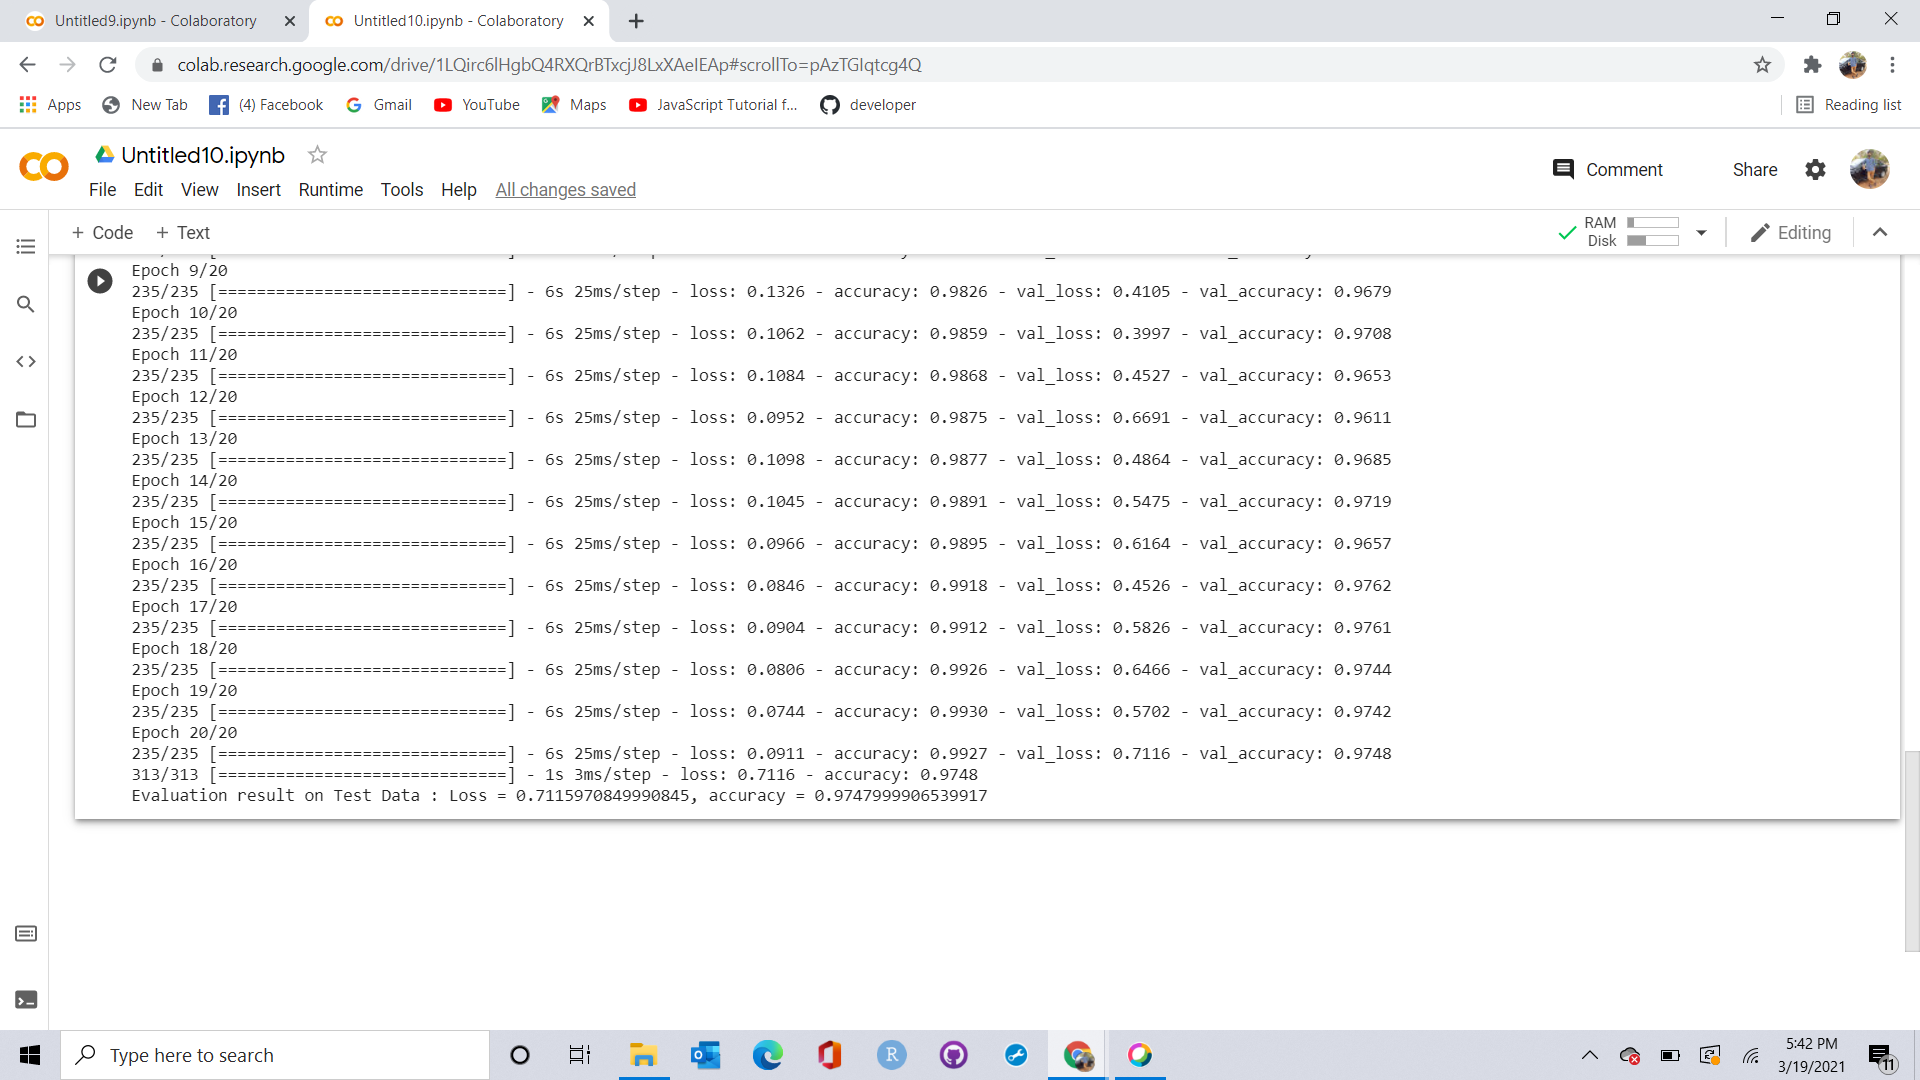 Untitled9.ipynb - Colaboratory
Untitled10.ipynb - Colaboratory
colab.research.google.com/drive/1LQirc6lHgbQ4RXQrBTxcjJ8LxXAeIEAp#scrollTo=pAzTGIqtcg4Q
Apps New Tab (4) Facebook Gmail YouTube Maps JavaScript Tutorial f... developer Reading list
Untitled10.ipynb
File Edit View Insert Runtime Tools Help All changes saved
Comment Share
+ Code + Text
RAM
Disk
Editing
Epoch 9/20
235/235 [==============================] - 6s 25ms/step - loss: 0.1326 - accuracy: 0.9826 - val_loss: 0.4105 - val_accuracy: 0.9679
Epoch 10/20
235/235 [==============================] - 6s 25ms/step - loss: 0.1062 - accuracy: 0.9859 - val_loss: 0.3997 - val_accuracy: 0.9708
Epoch 11/20
235/235 [==============================] - 6s 25ms/step - loss: 0.1084 - accuracy: 0.9868 - val_loss: 0.4527 - val_accuracy: 0.9653
Epoch 12/20
235/235 [==============================] - 6s 25ms/step - loss: 0.0952 - accuracy: 0.9875 - val_loss: 0.6691 - val_accuracy: 0.9611
Epoch 13/20
235/235 [==============================] - 6s 25ms/step - loss: 0.1098 - accuracy: 0.9877 - val_loss: 0.4864 - val_accuracy: 0.9685
Epoch 14/20
235/235 [==============================] - 6s 25ms/step - loss: 0.1045 - accuracy: 0.9891 - val_loss: 0.5475 - val_accuracy: 0.9719
Epoch 15/20
235/235 [==============================] - 6s 25ms/step - loss: 0.0966 - accuracy: 0.9895 - val_loss: 0.6164 - val_accuracy: 0.9657
Epoch 16/20
235/235 [==============================] - 6s 25ms/step - loss: 0.0846 - accuracy: 0.9918 - val_loss: 0.4526 - val_accuracy: 0.9762
Epoch 17/20
235/235 [==============================] - 6s 25ms/step - loss: 0.0904 - accuracy: 0.9912 - val_loss: 0.5826 - val_accuracy: 0.9761
Epoch 18/20
235/235 [==============================] - 6s 25ms/step - loss: 0.0806 - accuracy: 0.9926 - val_loss: 0.6466 - val_accuracy: 0.9744
Epoch 19/20
235/235 [==============================] - 6s 25ms/step - loss: 0.0744 - accuracy: 0.9930 - val_loss: 0.5702 - val_accuracy: 0.9742
Epoch 20/20
235/235 [==============================] - 6s 25ms/step - loss: 0.0911 - accuracy: 0.9927 - val_loss: 0.7116 - val_accuracy: 0.9748
313/313 [==============================] - 1s 3ms/step - loss: 0.7116 - accuracy: 0.9748
Evaluation result on Test Data : Loss = 0.7115970849990845, accuracy = 0.9747999906539917
Type here to search
5:42 PM
3/19/2021
11